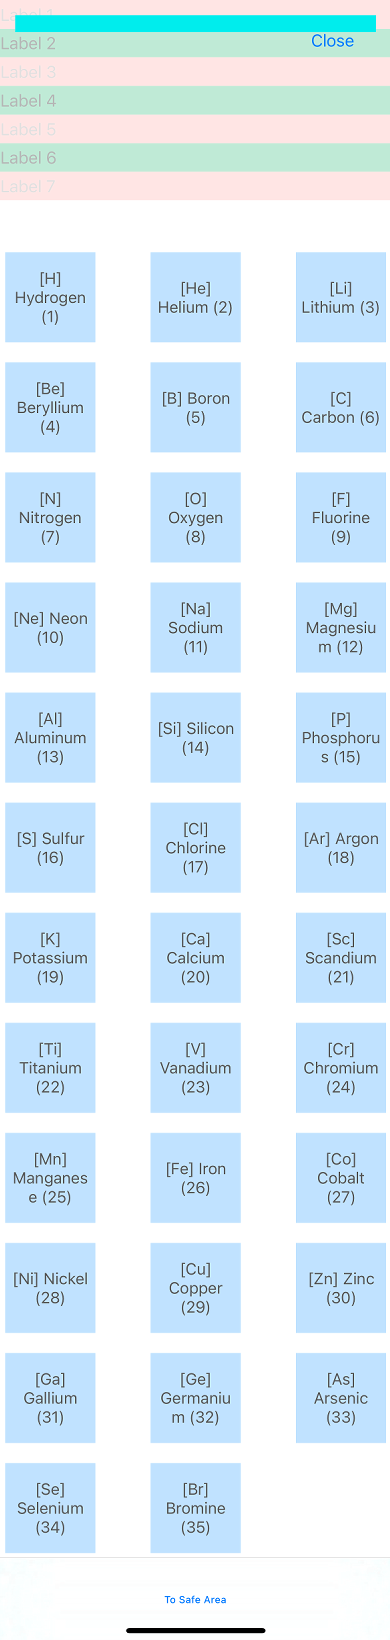 Label 1
Label 2
Close
Label 3
Label 4
Label 5
Label 6
Label 7
[H]
Hydrogen
(1)
[He]
Helium (2)
[Li]
Lithium (3)
[Be]
Beryllium
(4)
[B] Boron
(5)
[C]
Carbon (6)
[N]
Nitrogen
(7)
[O]
Oxygen
(8)
[F]
Fluorine
(9)
[Ne] Neon
(10)
[Na]
Sodium
(11)
[Mg]
Magnesiu
m (12)
[Al]
Aluminum
(13)
[Si] Silicon
(14)
[P]
Phosphoru
s (15)
[S] Sulfur
(16)
[Cl]
Chlorine
(17)
[Ar] Argon
(18)
[K]
Potassium
(19)
[Ca]
Calcium
(20)
[Sc]
Scandium
(21)
[Ti]
Titanium
(22)
[V]
Vanadium
(23)
[Cr]
Chromium
(24)
[Mn]
Manganes
e (25)
[Fe] Iron
(26)
[Co]
Cobalt
(27)
[Ni] Nickel
(28)
[Cu]
Copper
(29)
[Zn] Zinc
(30)
[Ga]
Gallium
(31)
[Ge]
Germaniu
m (32)
[As]
Arsenic
(33)
[Se]
Selenium
(34)
[Br]
Bromine
(35)
To Safe Area